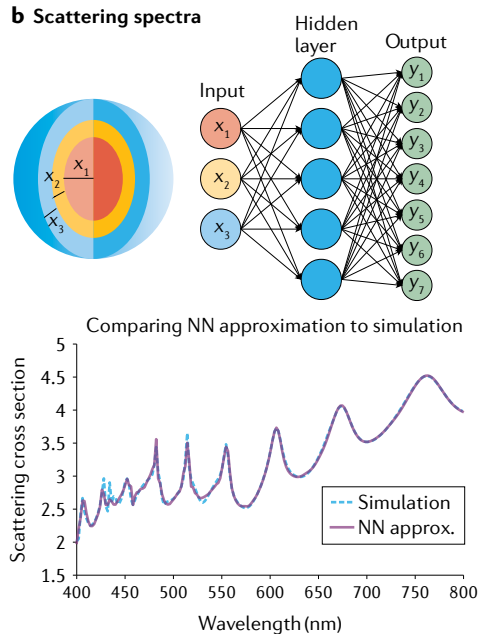 b Scattering spectra
x1
x2
x3
Input
x1
x2
x3
Hidden
layer
Output
y1
y2
y3
y4
y5
y6
y7
Comparing NN approximation to simulation
Scattering cross section
5
4.5
4
3.5
3
2.5
2
1.5
400 450 500 550 600 650 700 750 800
Wavelength (nm)
Simulation
NN approx.